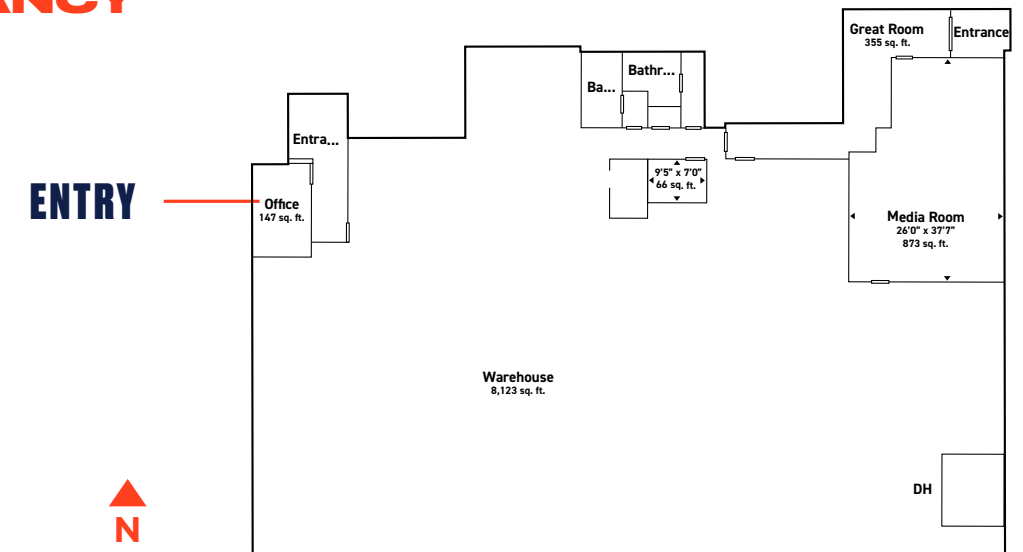 ANCY
Great Room
355 sq. ft.
Entrance
Bathr...
Ba...
Entra...
9'5" x 7'0"
66 sq. ft.
ENTRY
Office
147 sq. ft.
Media Room
26'0" x 37'7"
873 sq. ft.
Warehouse
8,123 sq. ft.
DH
N